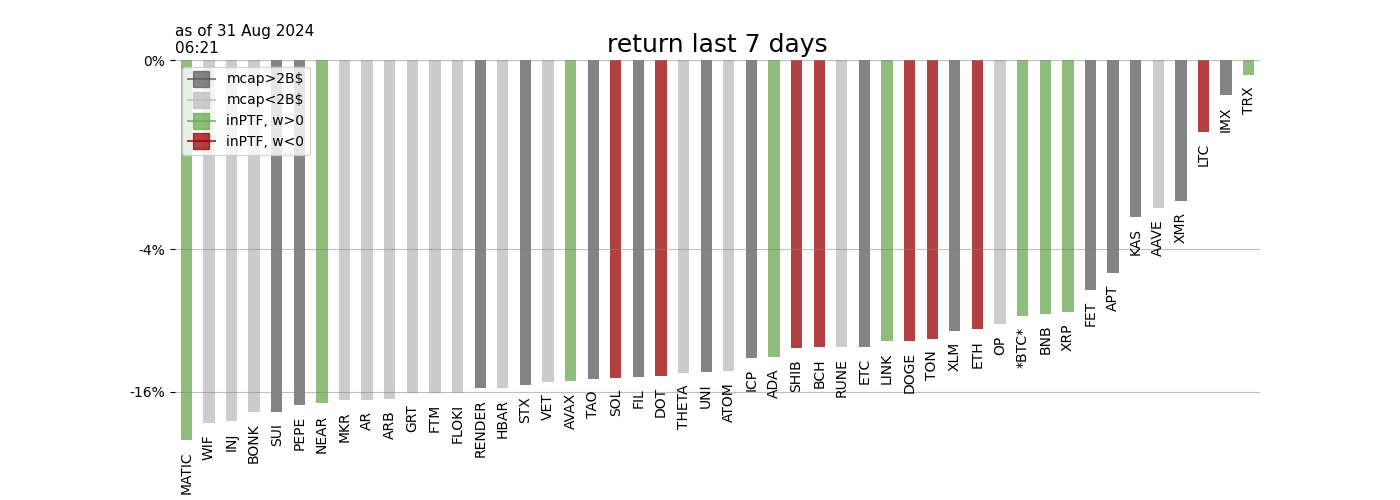 as of 31 Aug 2024
06:21
return last 7 days
0%
-4%
-16%
mcap>2B$
mcap<2B$
inPTF, w>0
inPTF, w<0
MATIC
WIF
INJ
BONK
SUI
PEPE
NEAR
MKR
AR
ARB
GRT
FTM
FLOKI
RENDER
HBAR
STX
VET
AVAX
TAO
SOL
FIL
DOT
THETA
UNI
ATOM
ICP
ADA
SHIB
BCH
RUNE
ETC
LINK
DOGE
TON
XLM
ETH
OP
*BTC*
BNB
XRP
FET
APT
KAS
AAVE
XMR
LTC
IMX
TRX